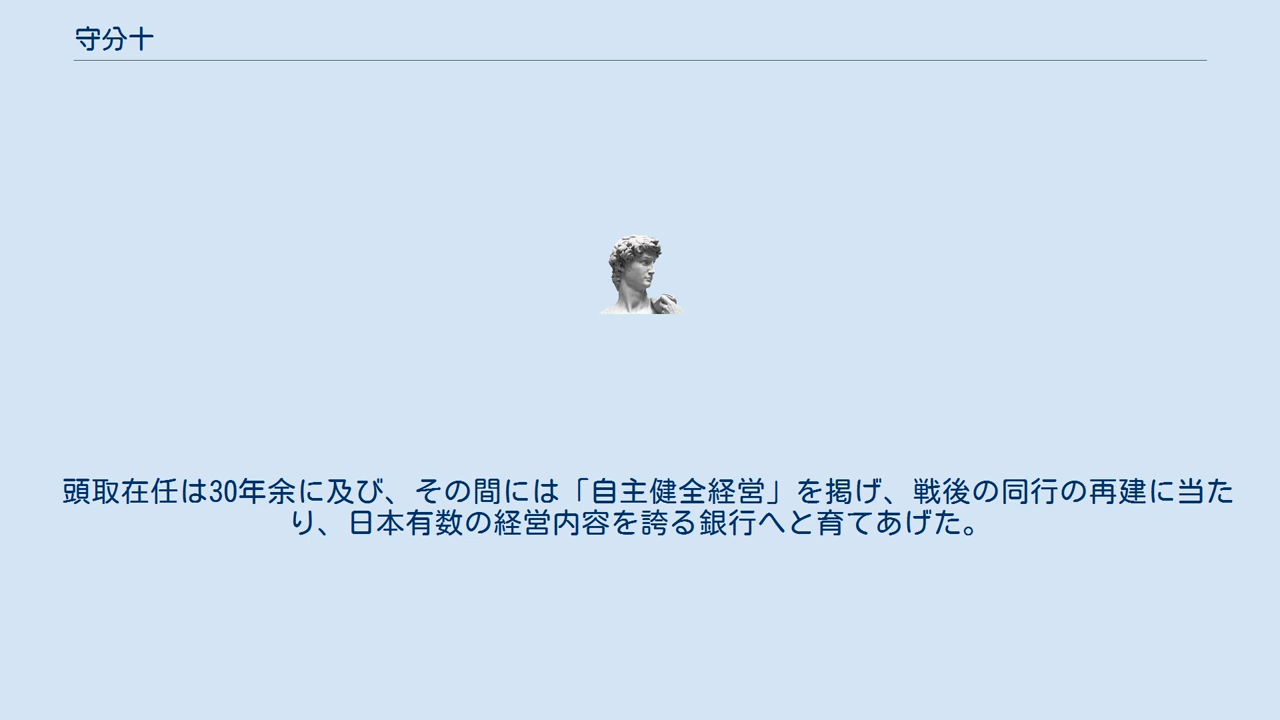 守分十
頭取在任は30年余に及び、その間には「自主健全経営」を掲げ、戦後の同行の再建に当た
り、日本有数の経営内容を誇る銀行へと育てあげた。